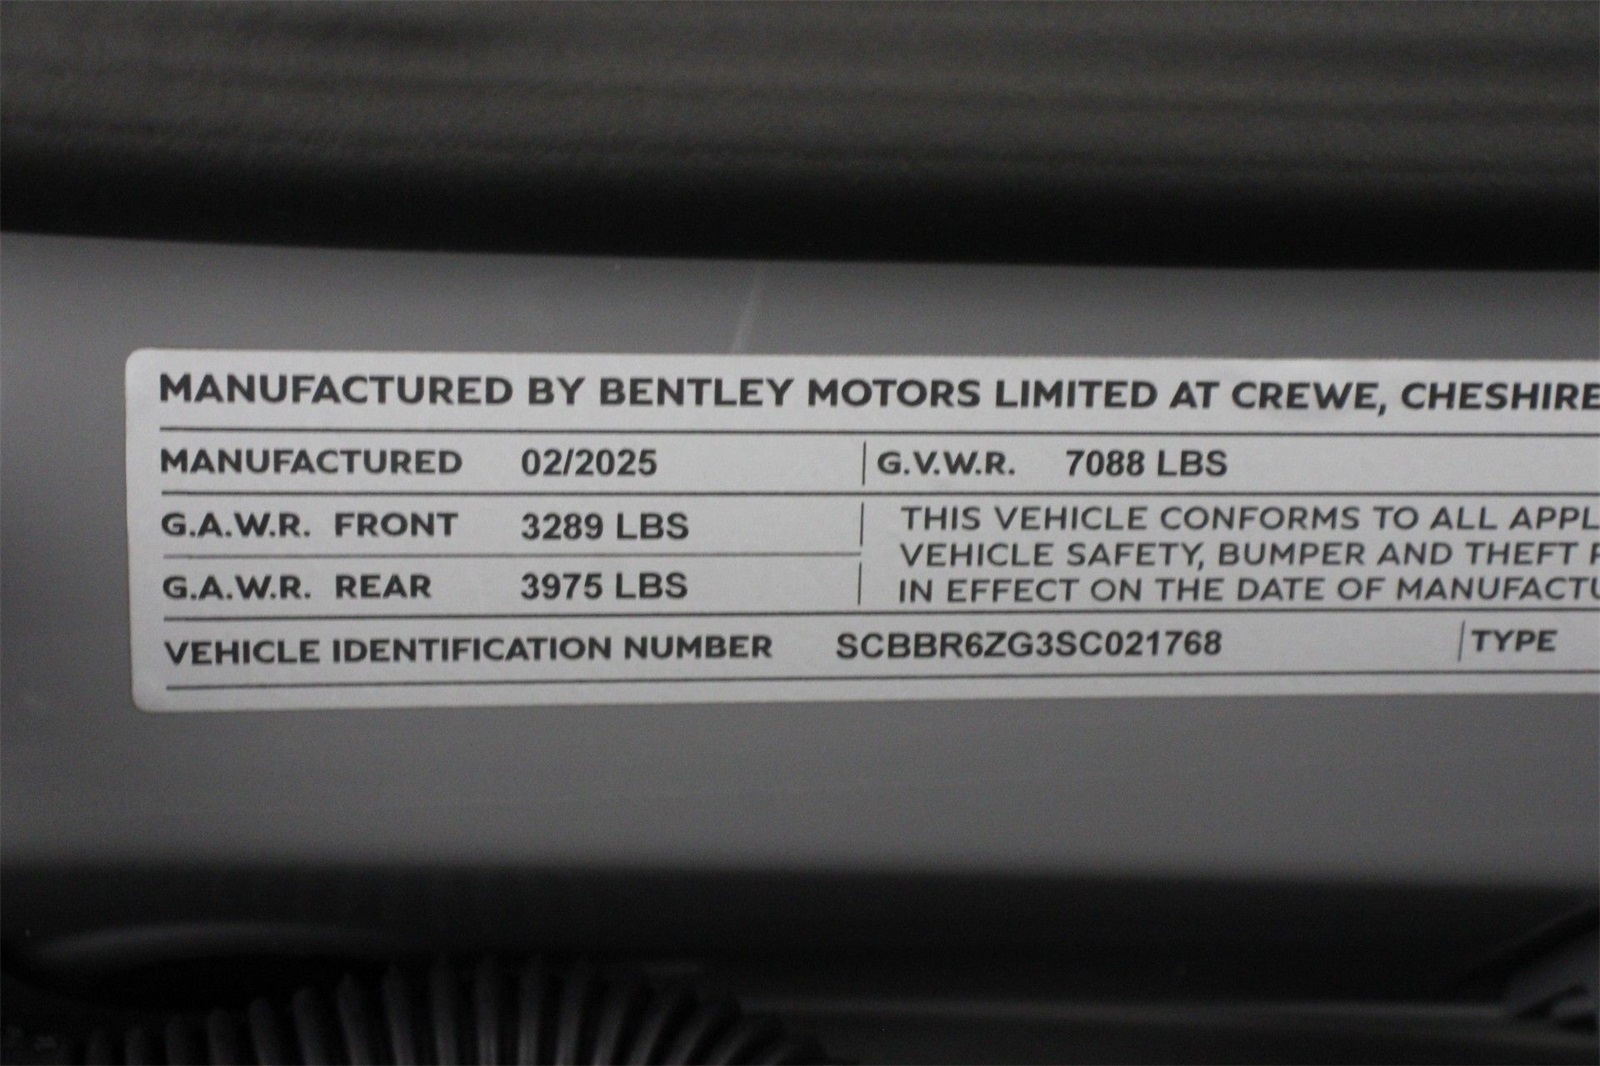 MANUFACTURED BY BENTLEY MOTORS LIMITED AT CREWE, CHESHIRE
MANUFACTURED 02/2025 G.V.W.R. 7088 LBS
G.A.W.R. FRONT 3289 LBS
G.A.W.R. REAR 3975 LBS
THIS VEHICLE CONFORMS TO ALL APPL
VEHICLE SAFETY, BUMPER AND THEFT P
IN EFFECT ON THE DATE OF MANUFACTU
VEHICLE IDENTIFICATION NUMBER SCBBR6ZG3SC021768 TYPE